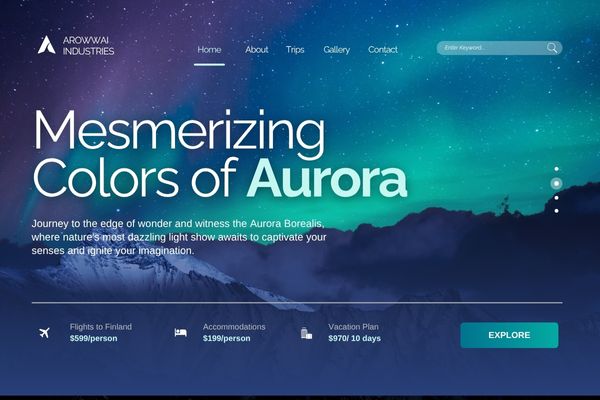 AROWWAI
INDUSTRIES
Home About Trips Gallery Contact
Enter Keyword...
Mesmerizing
Colors of Aurora
Journey to the edge of wonder and witness the Aurora Borealis,
where nature's most dazzling light show awaits to captivate your
senses and ignite your imagination.
Flights to Finland
$599/person
Accommodations
$199/person
Vacation Plan
$970/ 10 days
EXPLORE